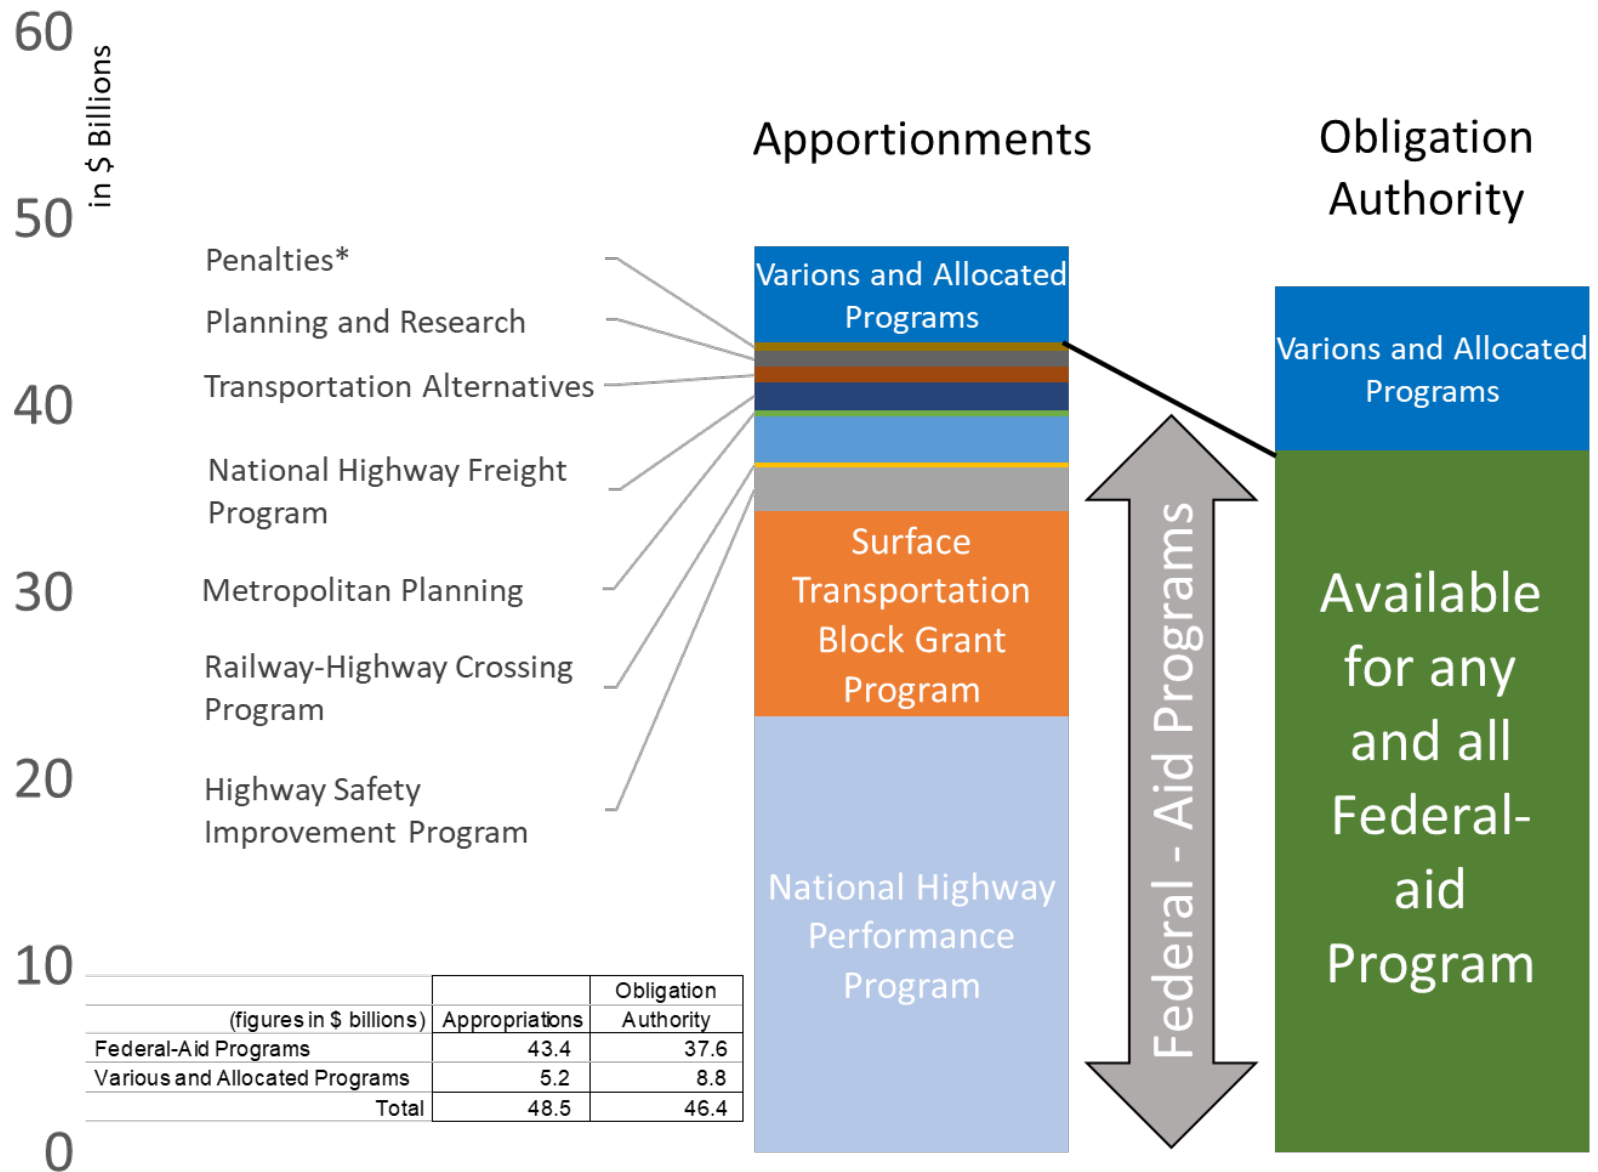 60
50
40
30
20
10
0
in $ Billions
Apportionments
Obligation
Authority
Penalties*
Planning and Research
Transportation Alternatives
National Highway Freight
Program
Metropolitan Planning
Railway-Highway Crossing
Program
Highway Safety
Improvement Program
Varions and Allocated
Programs
Surface
Transportation
Block Grant
Program
National Highway
Performance
Program
Federal - Aid Programs
Varions and Allocated
Programs
Available
for any
and all
Federal-
aid
Program
Obligation
(figures in $ billions) Appropriations Authority
Federal-Aid Programs 43.4 37.6
Various and Allocated Programs 5.2 8.8
Total 48.5 46.4